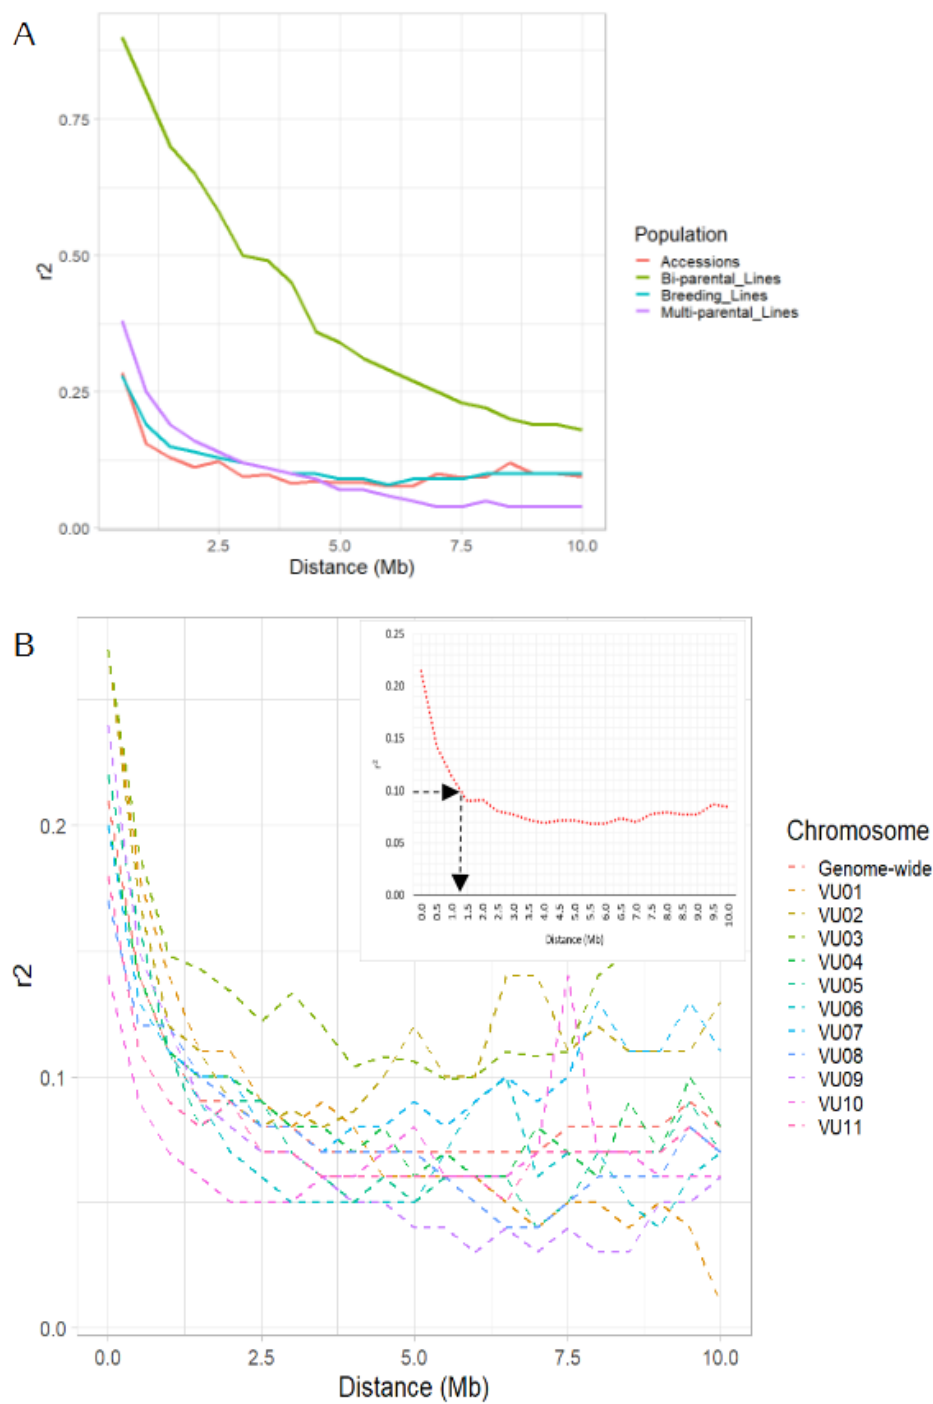 A
0.75
0.50
0.25
0.00
r2
2.5 5.0 7.5 10.0
Distance (Mb)
Population
Accessions
Bi-parental_Lines
Breeding_Lines
Multi-parental_Lines
B
0.2
0.1
0.0
r2
0.0 2.5 5.0 7.5 10.0
Distance (Mb)
0.25
0.20
0.15
0.10
0.05
0.00
r²
0.0 0.5 1.0 1.5 2.0 2.5 3.0 3.5 4.0 4.5 5.0 5.5 6.0 6.5 7.0 7.5 8.0 8.5 9.0 9.5 10.0
Distance (Mb)
Chromosome
Genome-wide
VU01
VU02
VU03
VU04
VU05
VU06
VU07
VU08
VU09
VU10
VU11